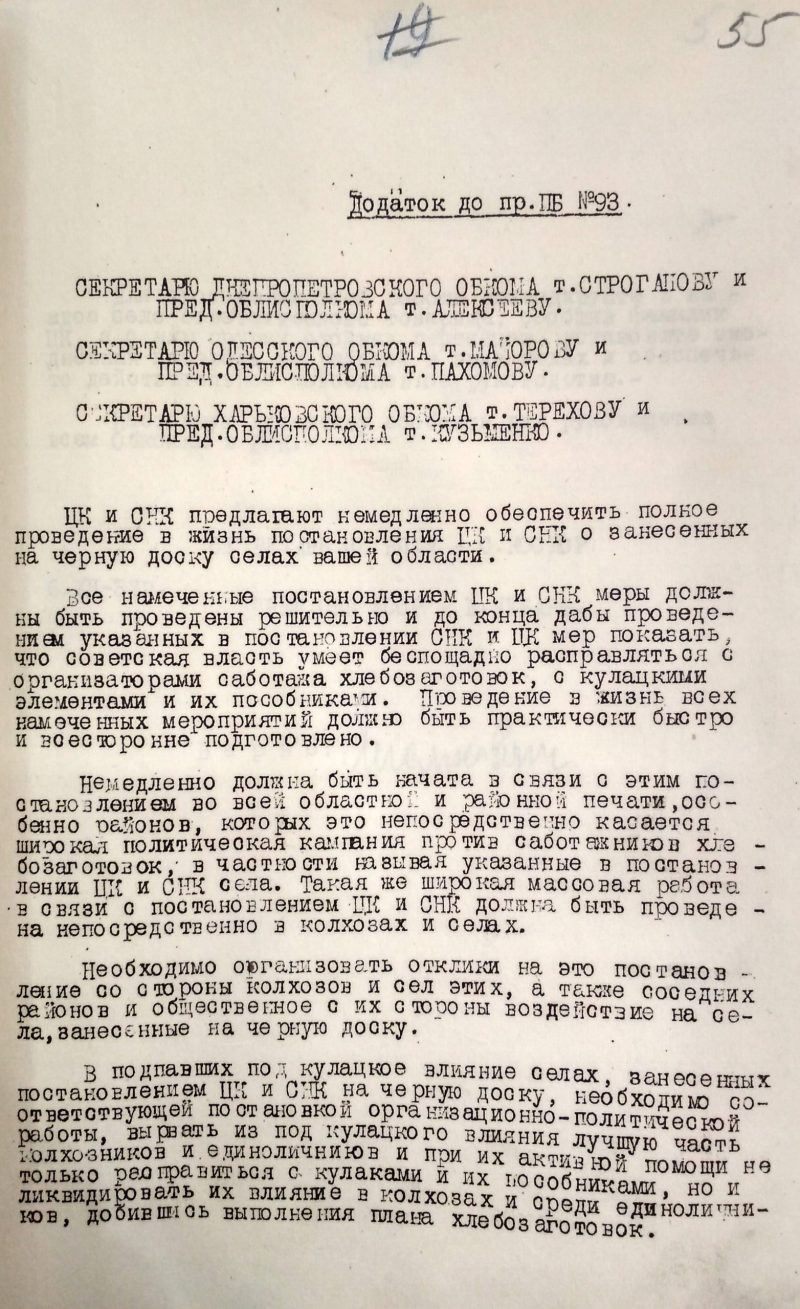 19 55
Додаток до пр.ПБ №93.
СЕКРЕТАРЮ ДНЕПРОПЕТРОВСКОГО ОБКОМА т.СТРОГАНОВУ и
ПРЕД.ОБЛИСПОЛКОМА т.АЛЕКСЕЕВУ.
СЕКРЕТАРЮ ОДЕССКОГО ОБКОМА т.МАЙОРОВУ и
ПРЕД.ОБЛИСПОЛКОМА т.ПАХОМОВУ.
СЕКРЕТАРЮ ХАРЬКОВСКОГО ОБКОМА т.ТЕРЕХОВУ и
ПРЕД.ОБЛИСПОЛКОМА т.КУЗЬМЕНКО.
ЦК и СНК предлагают немедленно обеспечить полное
проведение в жизнь постановления ЦК и СНК о занесенных
на черную доску селах вашей области.
Все намеченные постановлением ЦК и СНК меры долж-
ны быть проведены решительно и до конца дабы проведе-
нием указанных в постановлении СНК и ЦК мер показать,
что советская власть умеет беспощадно расправляться с
организаторами саботажа хлебозаготовок, с кулацкими
элементами и их пособниками. Проведение в жизнь всех
намеченных мероприятий должно быть практически быстро
и всесторонне подготовлено.
Немедленно должна быть начата в связи с этим по-
становлением во всей областной и районной печати,осо-
бенно районов, которых это непосредственно касается
широкая политическая кампания против саботажников хле -
бозаготовок, в частности называя указанные в постанов -
лении ЦК и СНК села. Такая же широкая массовая работа
в связи с постановлением ЦК и СНК должна быть проведе -
на непосредственно в колхозах и селах.
Необходимо организовать отклики на это постанов -
ление со стороны колхозов и сел этих, а также соседних
районов и общественное с их стороны воздействие на се-
ла,занесенные на черную доску.
В подпавших под кулацкое влияние селах, занесенных
постановлением ЦК и СНК на черную доску, необходимо со-
ответствующей постановкой организационно-политической
работы, вырвать из под кулацкого влияния лучшую часть
колхозников и единоличников и при их активной помощи не
только расправиться с кулаками и их пособниками, но и
ликвидировать их влияние в колхозах и среди единолични-
ков, добившись выполнения плана хлебозаготовок.